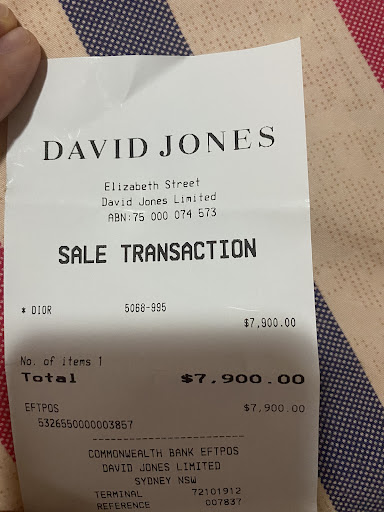 DAVID JONES
Elizabeth Street
David Jones Limited
ABN:75 000 074 573
SALE TRANSACTION
* DIOR 5068-995
$7,900.00
No. of items 1
Total $7,900.00
EFTPOS $7,900.00
5326550000003867
COMMONWEALTH BANK EFTPOS
DAVID JONES LIMITED
SYDNEY NSW
TERMINAL 72101912
REFERENCE 007837